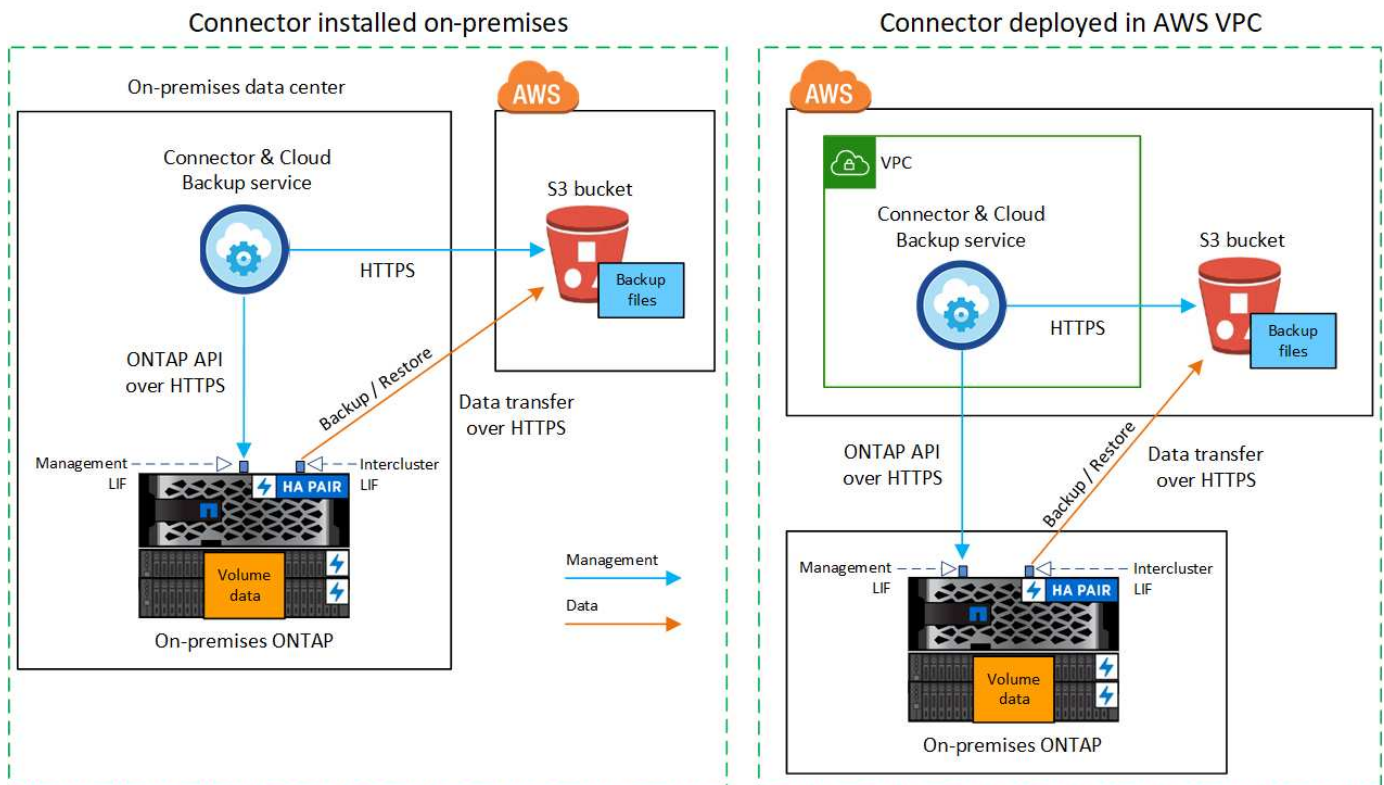 Connector installed on-premises
On-premises data center
AWS
Connector & Cloud
Backup service
S3 bucket
HTTPS
Backup
files
ONTAP API
over HTTPS
Backup / Restore
Data transfer
over HTTPS
Management
LIF
Intercluster
LIF
HA PAIR
Volume
data
On-premises ONTAP
Management
Data
Connector deployed in AWS VPC
AWS
VPC
Connector & Cloud
Backup service
S3 bucket
HTTPS
Backup
files
ONTAP API
over HTTPS
Backup / Restore
Data transfer
over HTTPS
Management
LIF
Intercluster
LIF
HA PAIR
Volume
data
On-premises ONTAP